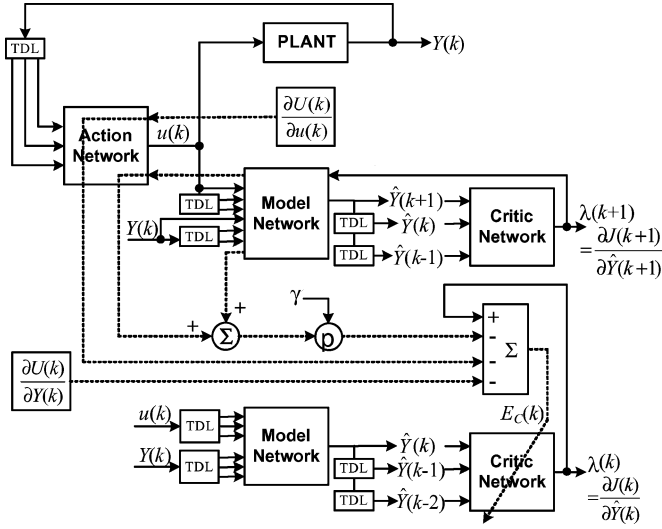 TDL
PLANT
Y(k)
Action
Network
u(k)
∂U(k)
∂u(k)
TDL
Y(k)
TDL
Model
Network
Ŷ(k+1)
TDL
Ŷ(k)
TDL
Ŷ(k-1)
Critic
Network
λ(k+1)
= ∂J(k+1)
∂Ŷ(k+1)
+
+
Σ
γ
p
+
-
-
-
Σ
∂U(k)
∂Y(k)
E_C(k)
u(k)
TDL
Y(k)
TDL
Model
Network
Ŷ(k)
TDL
Ŷ(k-1)
TDL
Ŷ(k-2)
Critic
Network
λ(k)
= ∂J(k)
∂Ŷ(k)